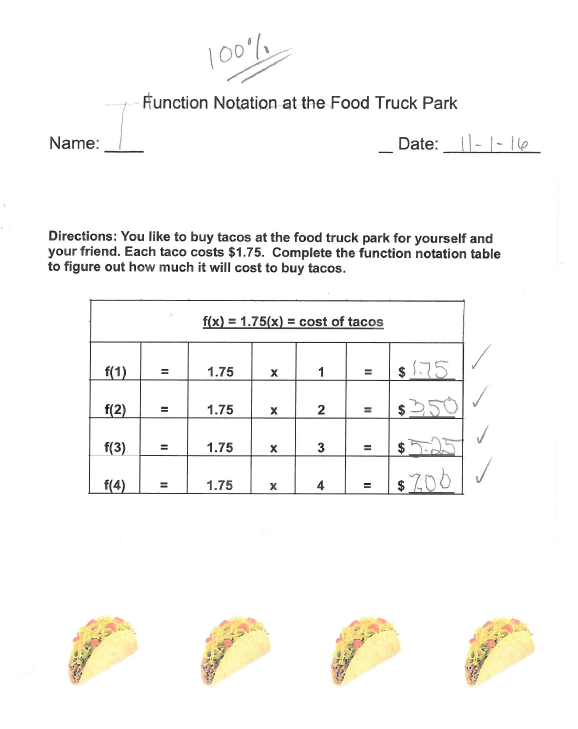 100%
Function Notation at the Food Truck Park
Name: Date: 11-1-16
Directions: You like to buy tacos at the food truck park for yourself and
your friend. Each taco costs $1.75. Complete the function notation table
to figure out how much it will cost to buy tacos.
f(x) = 1.75(x) = cost of tacos
f(1) = 1.75 x 1 = $ 1.75
f(2) = 1.75 x 2 = $ 3.50
f(3) = 1.75 x 3 = $ 5.25
f(4) = 1.75 x 4 = $ 7.00